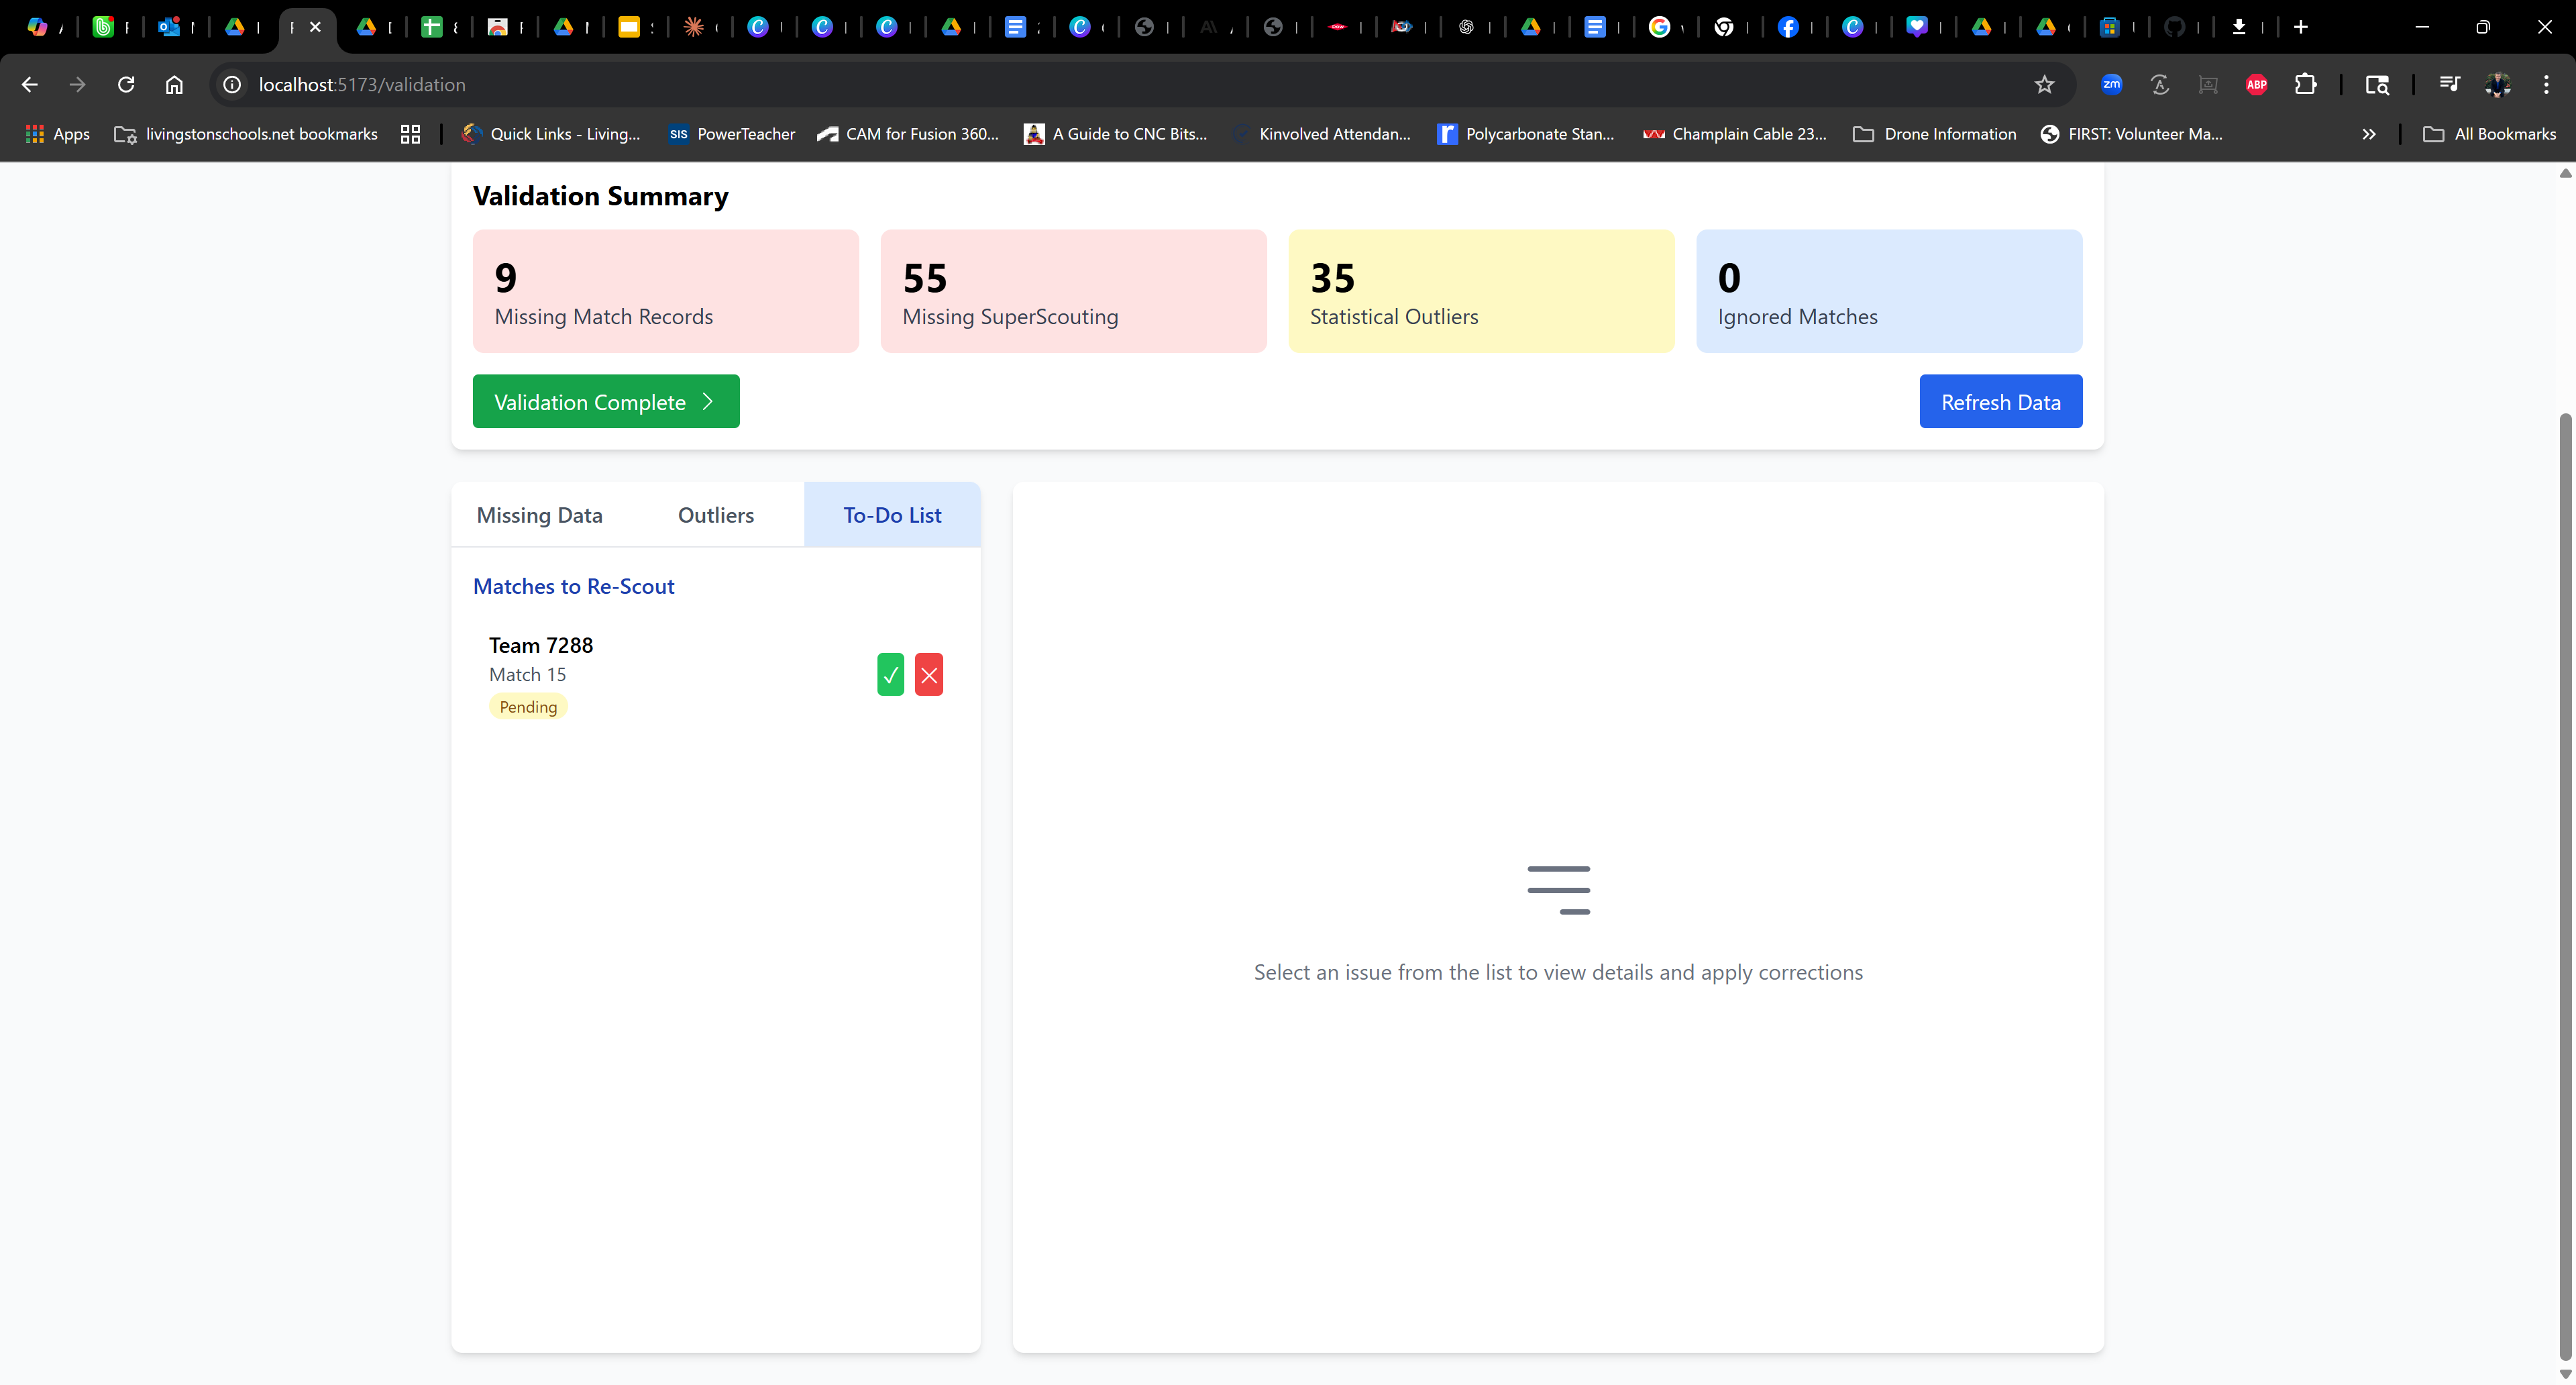 localhost:5173/validation
zm
ABP
Apps
livingstonschools.net bookmarks
Quick Links - Living...
SIS
PowerTeacher
CAM for Fusion 360...
A Guide to CNC Bits...
Kinvolved Attendan...
Polycarbonate Stan...
Champlain Cable 23...
Drone Information
FIRST: Volunteer Ma...
All Bookmarks
Validation Summary
9
Missing Match Records
55
Missing SuperScouting
35
Statistical Outliers
0
Ignored Matches
Validation Complete
Refresh Data
Missing Data
Outliers
To-Do List
Matches to Re-Scout
Team 7288
Match 15
Pending
Select an issue from the list to view details and apply corrections